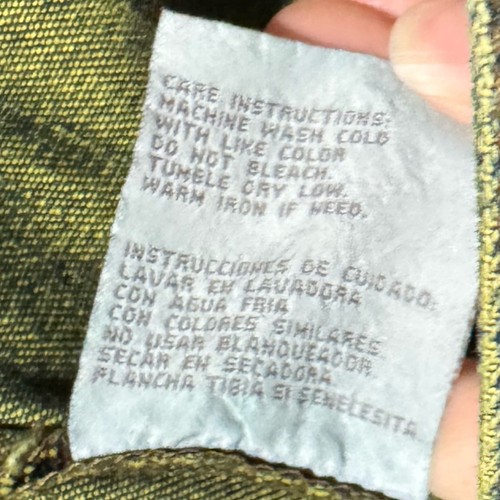 CARE INSTRUCTIONS:
MACHINE WASH COLD
WITH LIKE COLOR
DO NOT BLEACH.
TUMBLE DRY LOW.
WARM IRON IF NEED.
INSTRUCCIONES DE CUIDADO:
LAVAR EN LAVADORA
CON AGUA FRIA
CON COLORES SIMILARES
NO USAR BLANQUEADOR
SECAR EN SECADORA
PLANCHA TIBIA SI SENELESITA